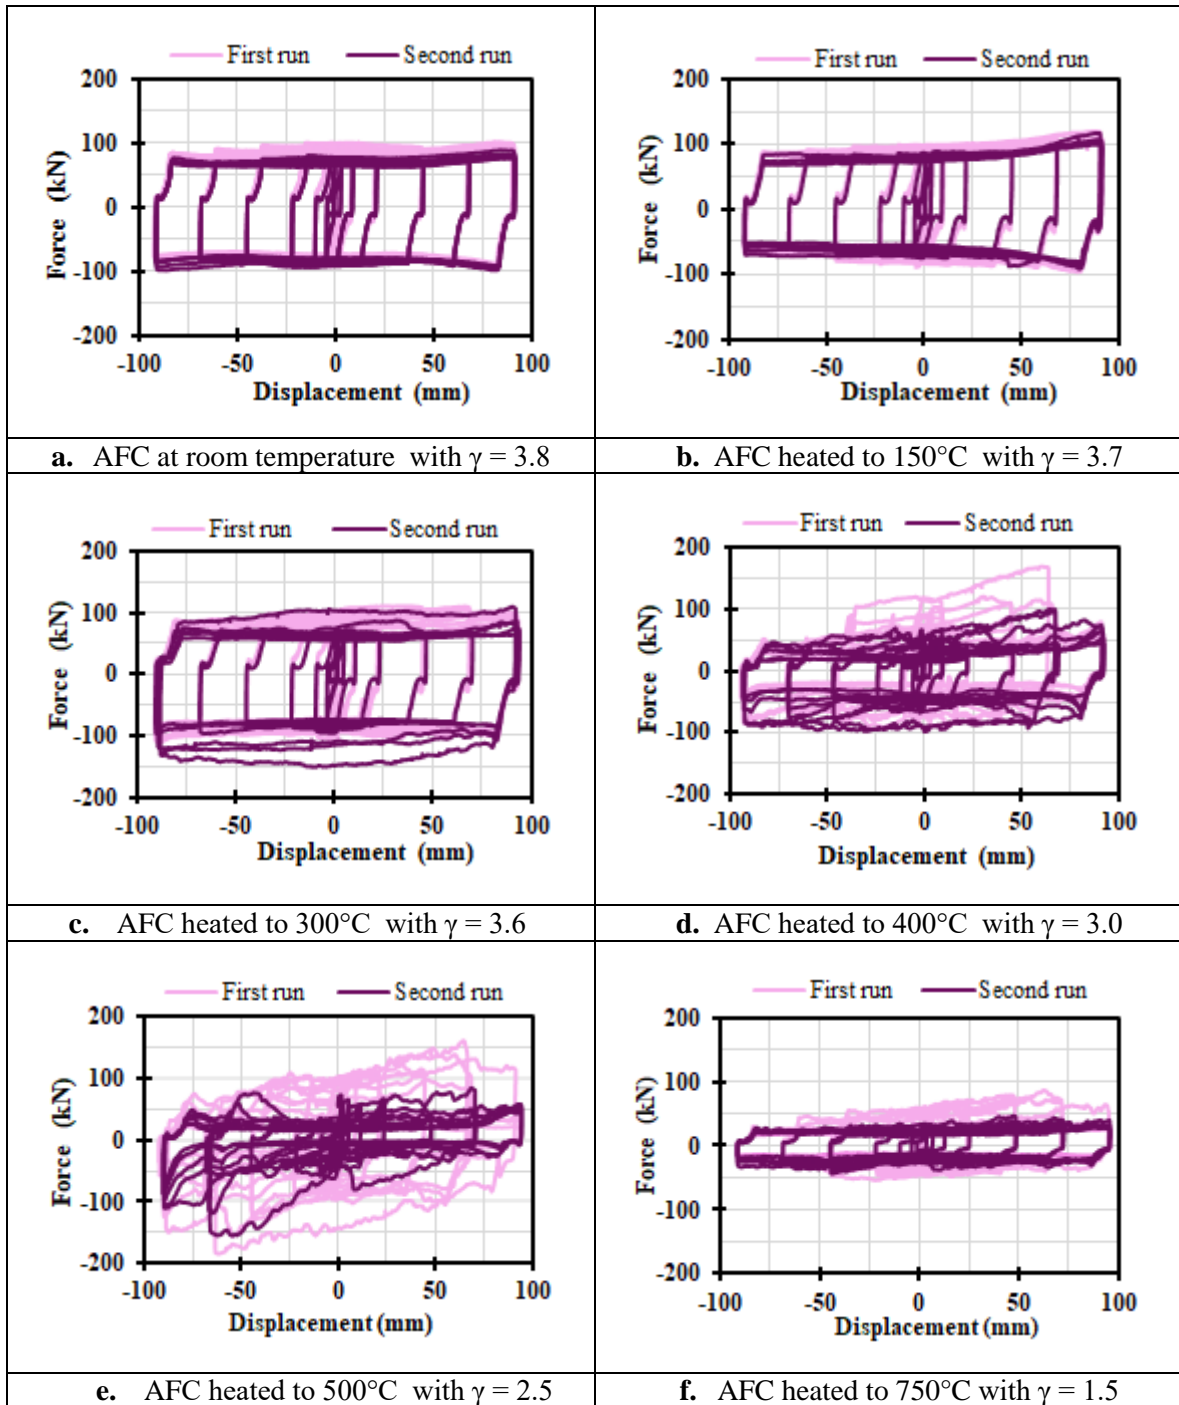 First run Second run
200
100
0
-100
-200
Force (kN)
-100 -50 0 50 100
Displacement (mm)
First run Second run
200
100
0
-100
-200
Force (kN)
-100 -50 0 50 100
Displacement (mm)
a. AFC at room temperature with γ = 3.8
b. AFC heated to 150°C with γ = 3.7
First run Second run
200
100
0
-100
-200
Force (kN)
-100 -50 0 50 100
Displacement (mm)
First run Second run
200
100
0
-100
-200
Force (kN)
-100 -50 0 50 100
Displacement (mm)
c. AFC heated to 300°C with γ = 3.6
d. AFC heated to 400°C with γ = 3.0
First run Second run
200
100
0
-100
-200
Force (kN)
-100 -50 0 50 100
Displacement (mm)
First run Second run
200
100
0
-100
-200
Force (kN)
-100 -50 0 50 100
Displacement (mm)
e. AFC heated to 500°C with γ = 2.5
f. AFC heated to 750°C with γ = 1.5